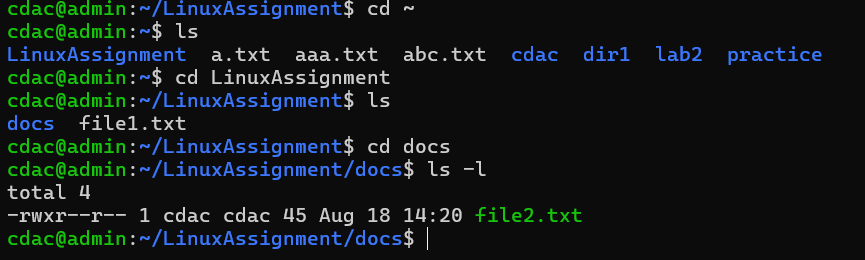 cdac@admin:~/LinuxAssignment$ cd ~
cdac@admin:~$ ls
LinuxAssignment  a.txt  aaa.txt  abc.txt  cdac  dir1  lab2  practice
cdac@admin:~$ cd LinuxAssignment
cdac@admin:~/LinuxAssignment$ ls
docs  file1.txt
cdac@admin:~/LinuxAssignment$ cd docs
cdac@admin:~/LinuxAssignment/docs$ ls -l
total 4
-rwxr--r-- 1 cdac cdac 45 Aug 18 14:20 file2.txt
cdac@admin:~/LinuxAssignment/docs$